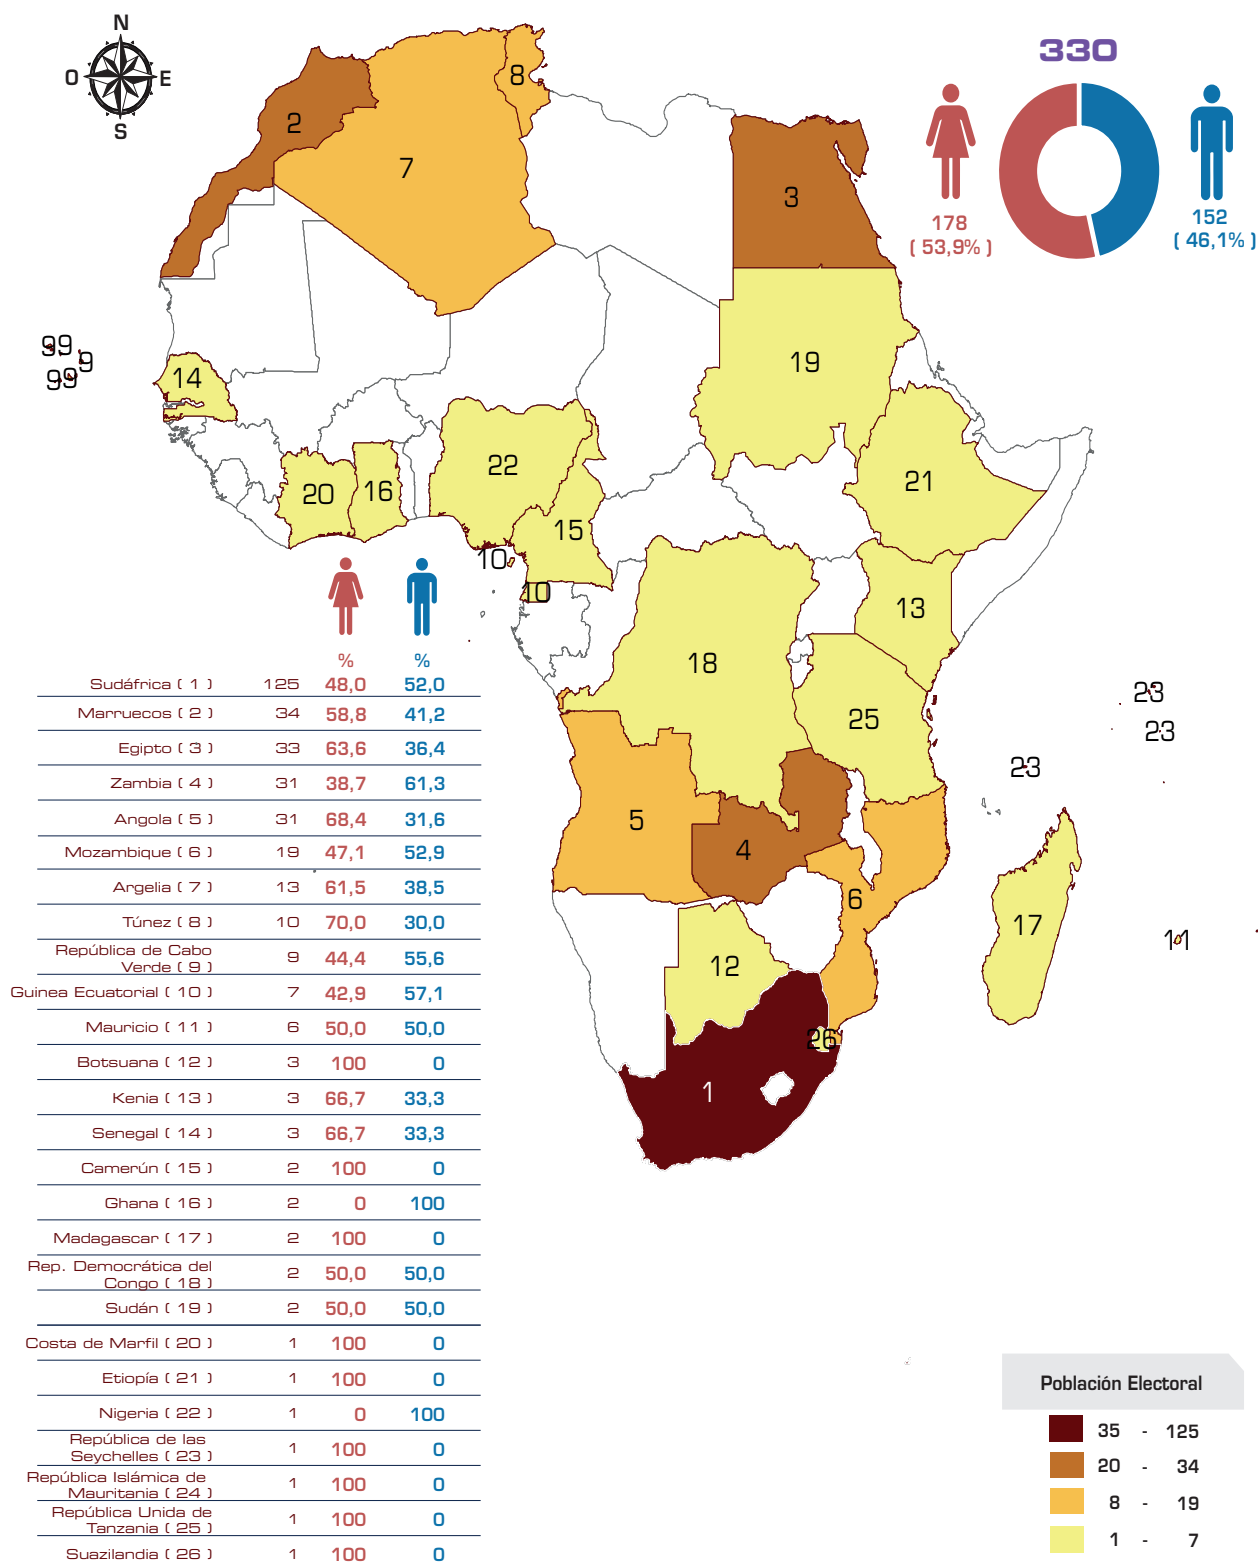 N
O
E
S
330
178
( 53,9% )
152
( 46,1% )
8
2
7
3
99
9
99
14
19
22
21
20
16
15
10
10
13
18
25
23
23
23
5
4
6
17
11
12
26
1
%
%
Sudáfrica ( 1 ) 125 48,0 52,0
Marruecos ( 2 ) 34 58,8 41,2
Egipto ( 3 ) 33 63,6 36,4
Zambia ( 4 ) 31 38,7 61,3
Angola ( 5 ) 31 68,4 31,6
Mozambique ( 6 ) 19 47,1 52,9
Argelia ( 7 ) 13 61,5 38,5
Túnez ( 8 ) 10 70,0 30,0
República de Cabo
Verde ( 9 ) 9 44,4 55,6
Guinea Ecuatorial ( 10 ) 7 42,9 57,1
Mauricio ( 11 ) 6 50,0 50,0
Botsuana ( 12 ) 3 100 0
Kenia ( 13 ) 3 66,7 33,3
Senegal ( 14 ) 3 66,7 33,3
Camerún ( 15 ) 2 100 0
Ghana ( 16 ) 2 0 100
Madagascar ( 17 ) 2 100 0
Rep. Democrática del
Congo ( 18 ) 2 50,0 50,0
Sudán ( 19 ) 2 50,0 50,0
Costa de Marfil ( 20 ) 1 100 0
Etiopía ( 21 ) 1 100 0
Nigeria ( 22 ) 1 0 100
República de las
Seychelles ( 23 ) 1 100 0
República Islámica de
Mauritania ( 24 ) 1 100 0
República Unida de
Tanzania ( 25 ) 1 100 0
Suazilandia ( 26 ) 1 100 0
Población Electoral
35 - 125
20 - 34
8 - 19
1 - 7